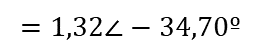 = 1,32∠ − 34,70º